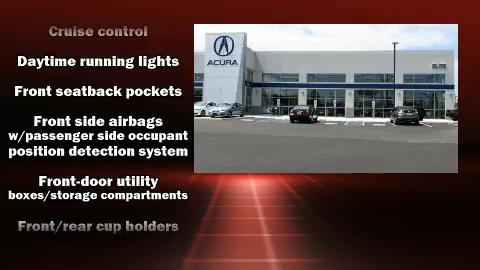 Cruise control
Daytime running lights
Front seatback pockets
Front side airbags
w/passenger side occupant
position detection system
Front-door utility
boxes/storage compartments
Front/rear cup holders
ACURA
ELITE